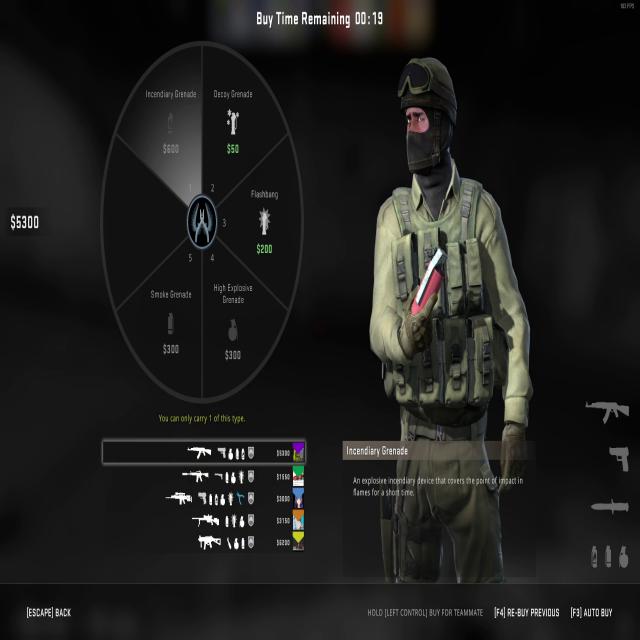 Buy Time Remaining 00:19
Incendiary Grenade
$600
1
Decoy Grenade
$50
2
Flashbang
$200
3
High Explosive
Grenade
$300
4
Smoke Grenade
$300
5
$5300
You can only carry 1 of this type.
$5300
$1550
$3150
$5200
Incendiary Grenade
An explosive incendiary device that covers the point of impact in
flames for a short time.
[ESCAPE] BACK
HOLD [LEFT CONTROL] BUY FOR TEAMMATE
[F4] RE-BUY PREVIOUS
[F3] AUTO BUY